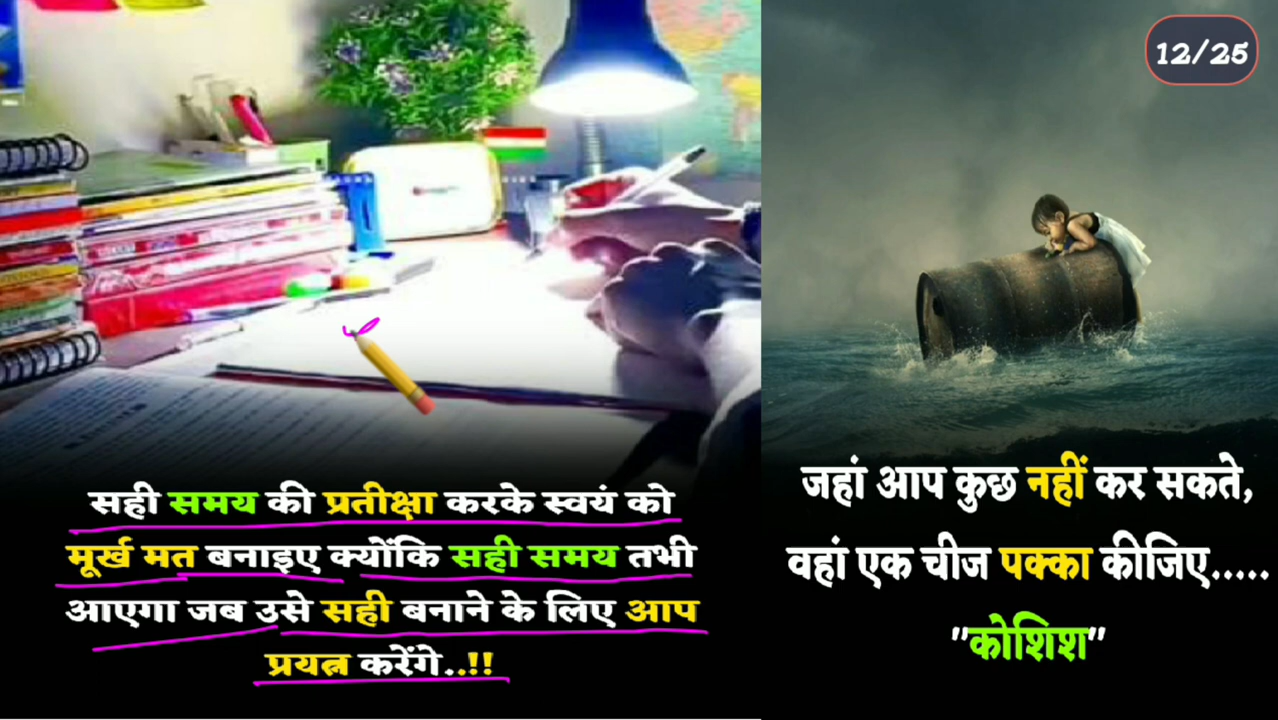 सही समय की प्रतीक्षा करके स्वयं को
मूर्ख मत बनाइए क्योंकि सही समय तभी
आएगा जब उसे सही बनाने के लिए आप
प्रयत्न करेंगे..!!
12/25
जहां आप कुछ नहीं कर सकते,
वहां एक चीज पक्का कीजिए.....
"कोशिश"